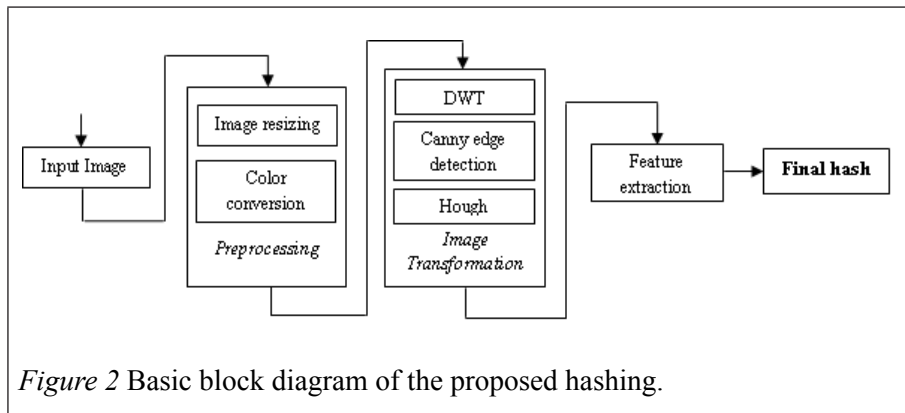 Input Image
Image resizing
Color
conversion
Preprocessing
DWT
Canny edge
detection
Hough
Image
Transformation
Feature
extraction
Final hash
Figure 2 Basic block diagram of the proposed hashing.